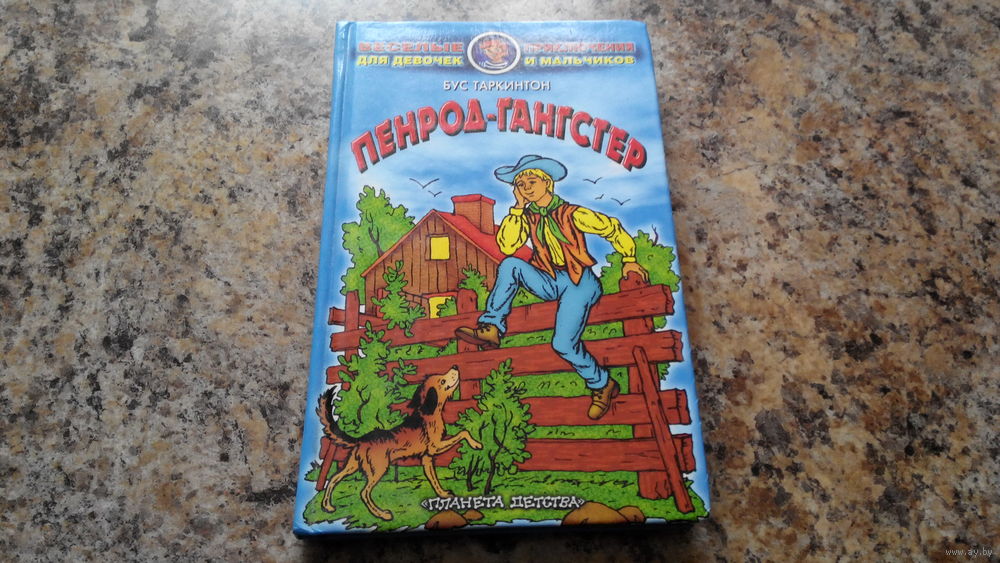 ВЕСЕЛЫЕ ПРИКЛЮЧЕНИЯ
ДЛЯ ДЕВОЧЕК И МАЛЬЧИКОВ
БУС ТАРКИНГТОН
ПЕНРОД-ГАНГСТЕР
«ПЛАНЕТА ДЕТСТВА»
www.ay.by